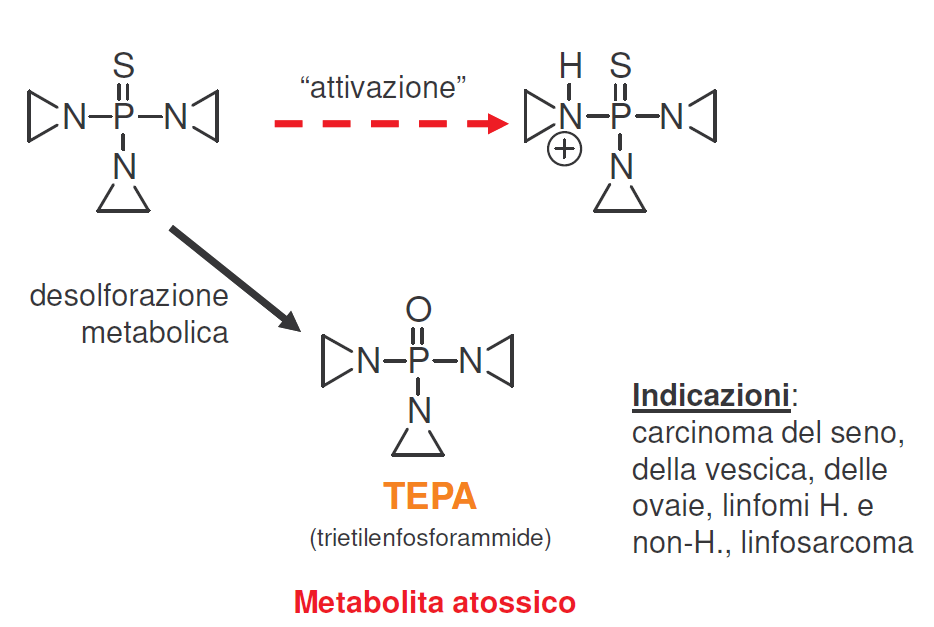 S
N
P
N
N
“attivazione”
H
S
N
P
N
+
N
desolforazione
metabolica
O
N
P
N
N
TEPA
(trietilenfosforammide)
Metabolita atossico
Indicazioni:
carcinoma del seno,
della vescica, delle
ovaie, linfomi H. e
non-H., linfosarcoma